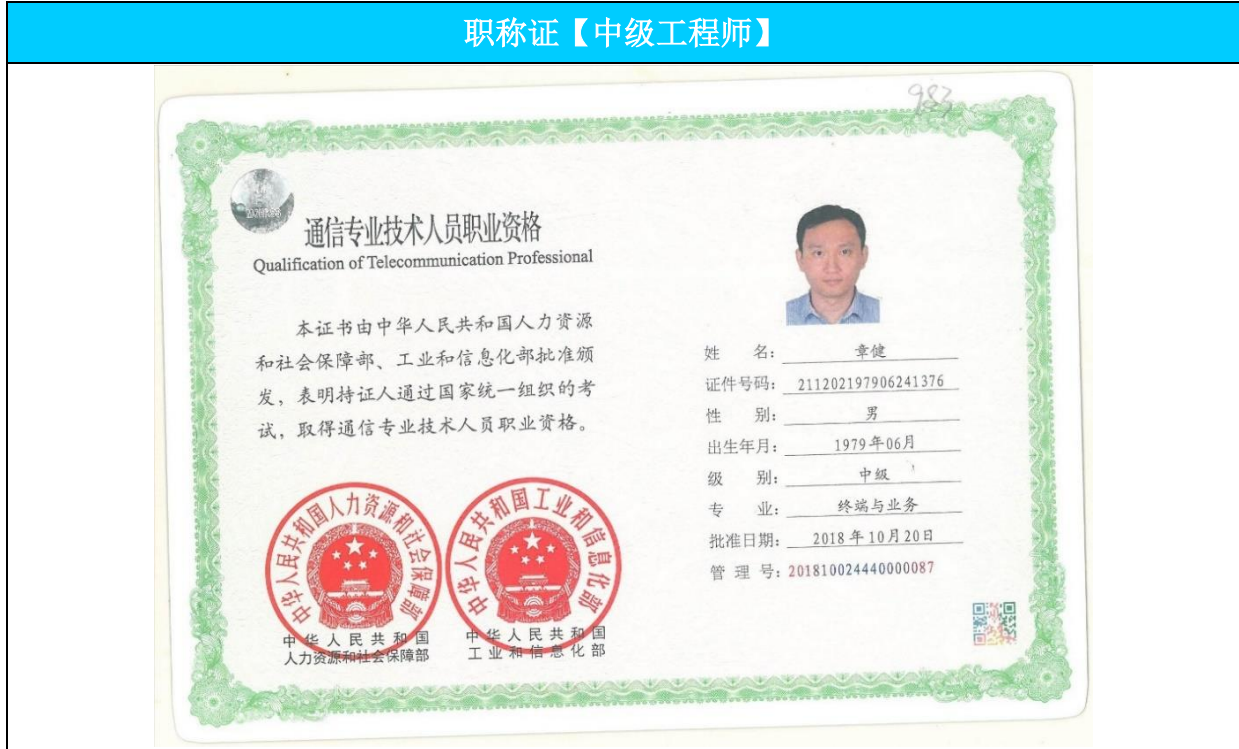 职称证【中级工程师】
983
通信专业技术人员职业资格
Qualification of Telecommunication Professional
本证书由中华人民共和国人力资源
和社会保障部、工业和信息化部批准颁
发，表明持证人通过国家统一组织的考
试，取得通信专业技术人员职业资格。
中华人民共和国人力资源和社会保障部
中华人民共和国工业和信息化部
中华人民共和国
人力资源和社会保障部
中华人民共和国
工业和信息化部
姓 名：章健
证件号码：211202197906241376
性 别：男
出生年月：1979年06月
级 别：中级
专 业：终端与业务
批准日期：2018年10月20日
管 理 号：201810024440000087